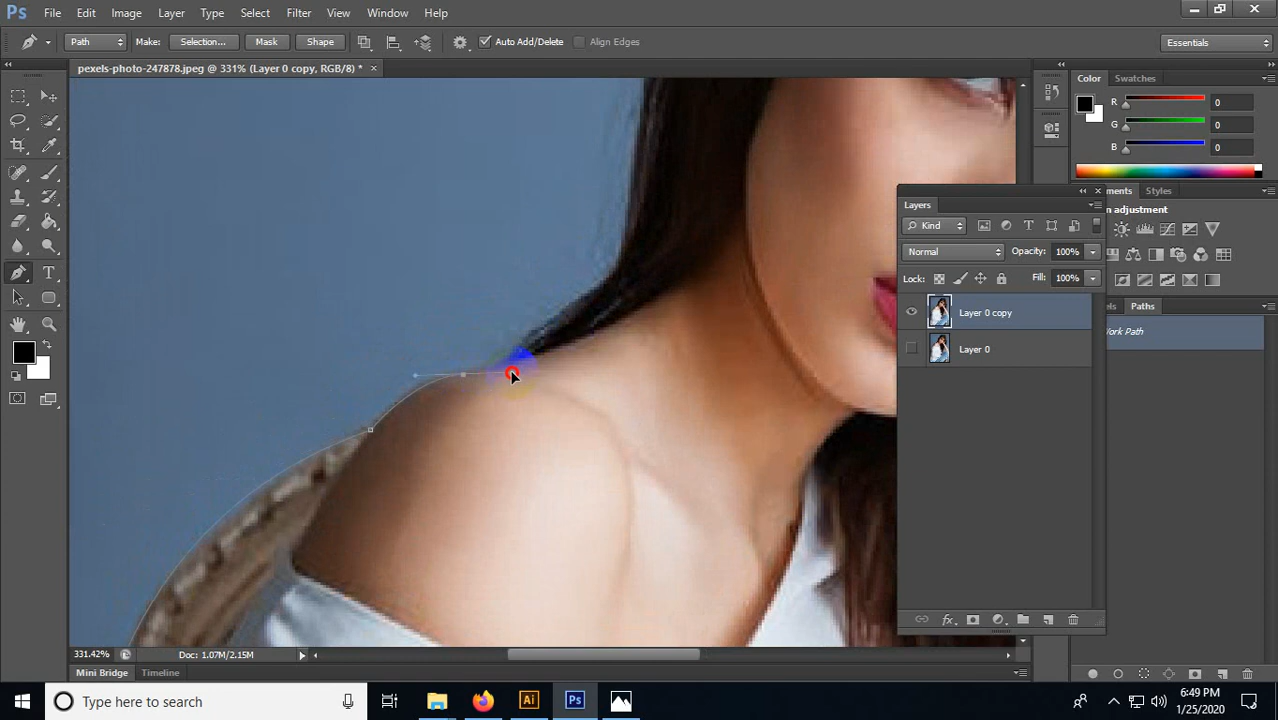 Ps File Edit Image Layer Type Select Filter View Window Help
Path Make: Selection... Mask Shape Auto Add/Delete Align Edges Essentials
pexels-photo-247878.jpeg @ 331% (Layer 0 copy, RGB/8) * ×
Color Swatches
R 0
G 0
B 0
Layers
ments Styles
n adjustment
Kind
Normal Opacity: 100%
Lock: Fill: 100%
Layer 0 copy
Layer 0
ls Paths
ork Path
331.42% Doc: 1.07M/2.15M
Mini Bridge Timeline
Type here to search
Ai Ps
6:49 PM
1/25/2020